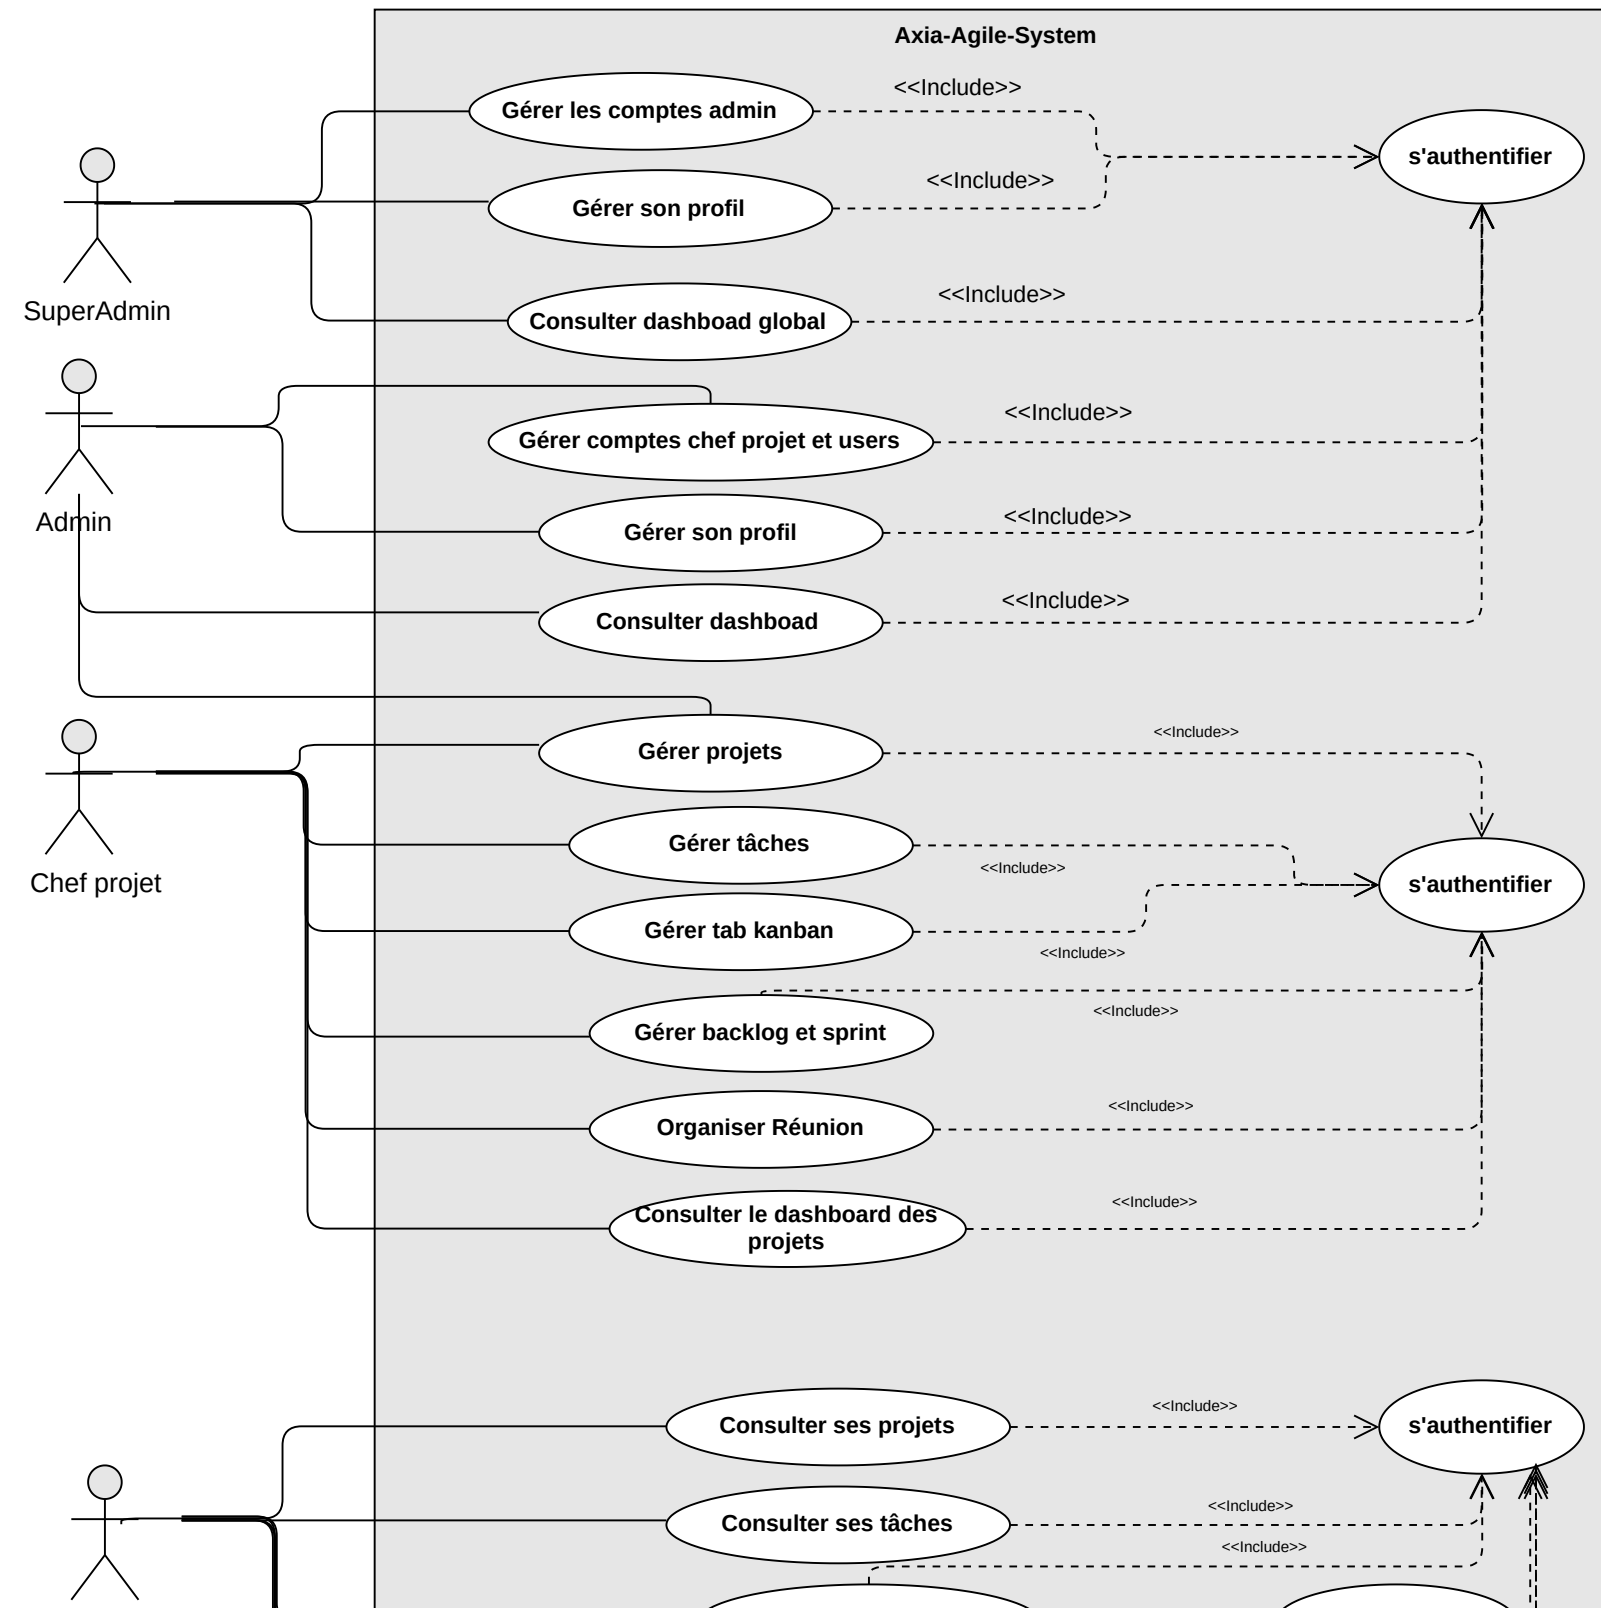 Axia-Agile-System
<<Include>>
Gérer les comptes admin
s'authentifier
<<Include>>
Gérer son profil
SuperAdmin
<<Include>>
Consulter dashboad global
<<Include>>
Gérer comptes chef projet et users
Admin
<<Include>>
Gérer son profil
<<Include>>
Consulter dashboad
<<Include>>
Gérer projets
Gérer tâches
<<Include>>
Chef projet
s'authentifier
Gérer tab kanban
<<Include>>
<<Include>>
Gérer backlog et sprint
<<Include>>
Organiser Réunion
<<Include>>
Consulter le dashboard des
projets
<<Include>>
Consulter ses projets
s'authentifier
<<Include>>
Consulter ses tâches
<<Include>>